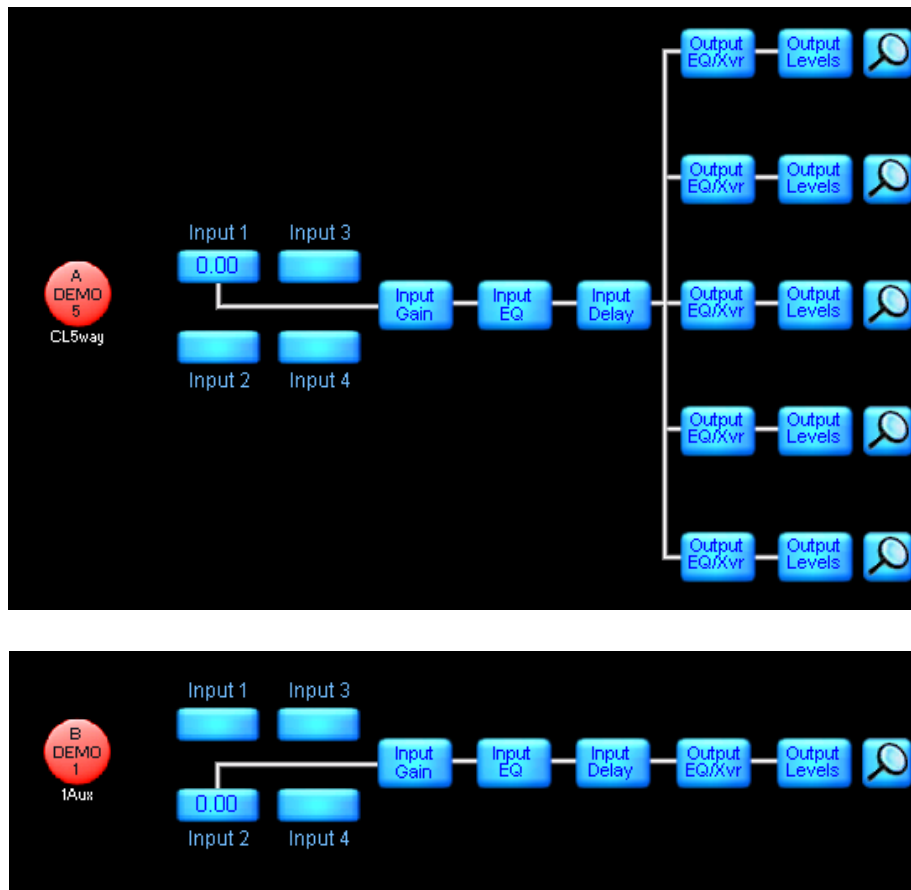 Output
EQ/Xvr
Output
Levels
Output
EQ/Xvr
Output
Levels
Input 1
Input 3
0.00
A
DEMO
5
CL5way
Input
Gain
Input
EQ
Input
Delay
Output
EQ/Xvr
Output
Levels
Input 2
Input 4
Output
EQ/Xvr
Output
Levels
Output
EQ/Xvr
Output
Levels
Input 1
Input 3
B
DEMO
1
1Aux
Input
Gain
Input
EQ
Input
Delay
Output
EQ/Xvr
Output
Levels
0.00
Input 2
Input 4